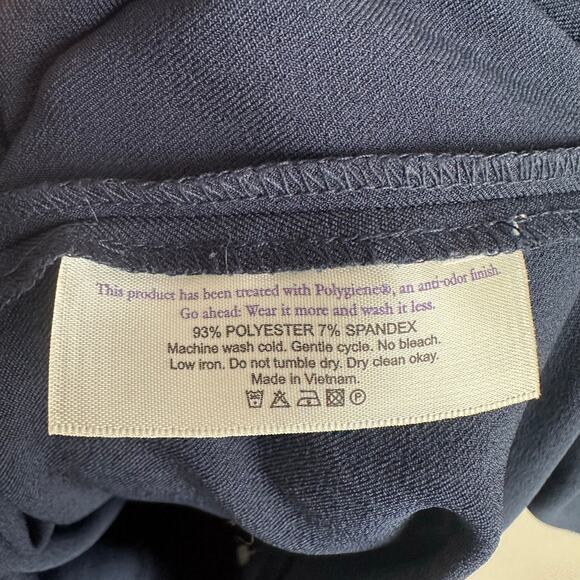 This product has been treated with Polygiene®, an anti-odor finish.
Go ahead: Wear it more and wash it less.
93% POLYESTER 7% SPANDEX
Machine wash cold. Gentle cycle. No bleach.
Low iron. Do not tumble dry. Dry clean okay.
Made in Vietnam.
P